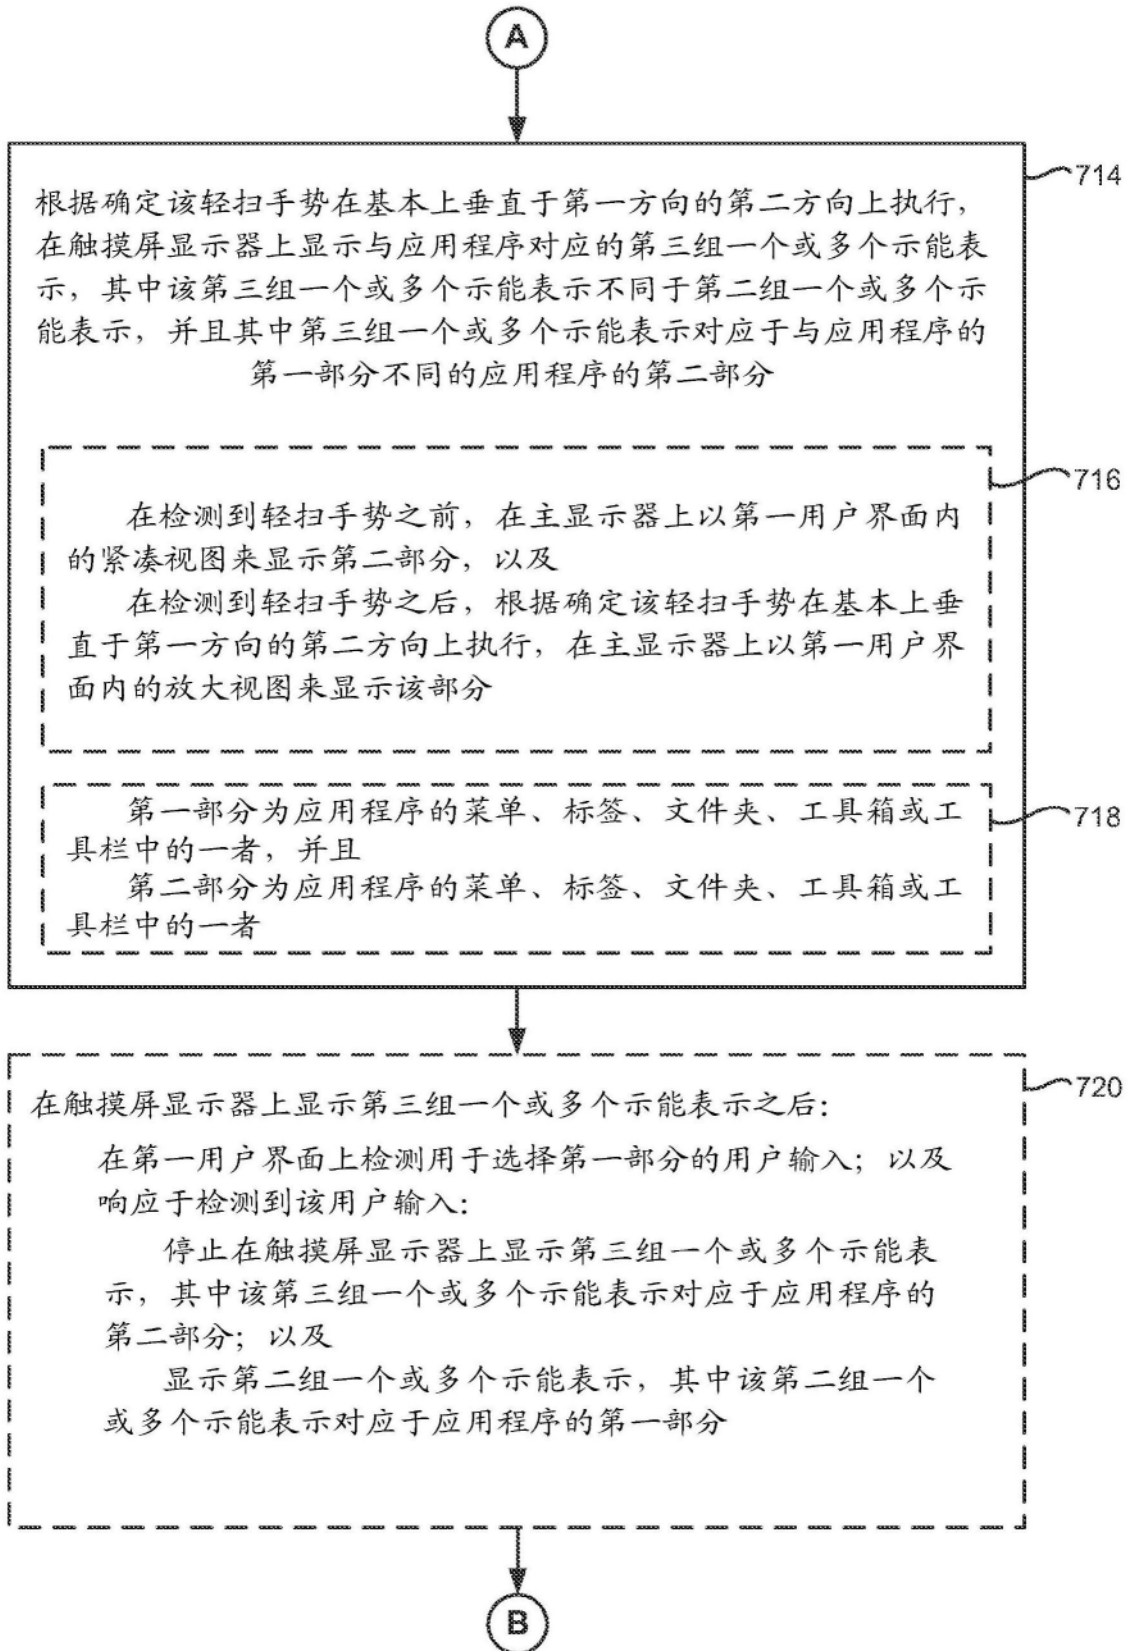 A
714
根据确定该轻扫手势在基本上垂直于第一方向的第二方向上执行，
在触摸屏显示器上显示与应用程序对应的第三组一个或多个示能表
示，其中该第三组一个或多个示能表示不同于第二组一个或多个示
能表示，并且其中第三组一个或多个示能表示对应于与应用程序的
第一部分不同的应用程序的第二部分
716
在检测到轻扫手势之前，在主显示器上以第一用户界面内
的紧凑视图来显示第二部分，以及
在检测到轻扫手势之后，根据确定该轻扫手势在基本上垂
直于第一方向的第二方向上执行，在主显示器上以第一用户界
面内的放大视图来显示该部分
718
第一部分为应用程序的菜单、标签、文件夹、工具箱或工
具栏中的一者，并且
第二部分为应用程序的菜单、标签、文件夹、工具箱或工
具栏中的一者
720
在触摸屏显示器上显示第三组一个或多个示能表示之后：
在第一用户界面上检测用于选择第一部分的用户输入；以及
响应于检测到该用户输入：
停止在触摸屏显示器上显示第三组一个或多个示能表
示，其中该第三组一个或多个示能表示对应于应用程序的
第二部分；以及
显示第二组一个或多个示能表示，其中该第二组一个
或多个示能表示对应于应用程序的第一部分
B